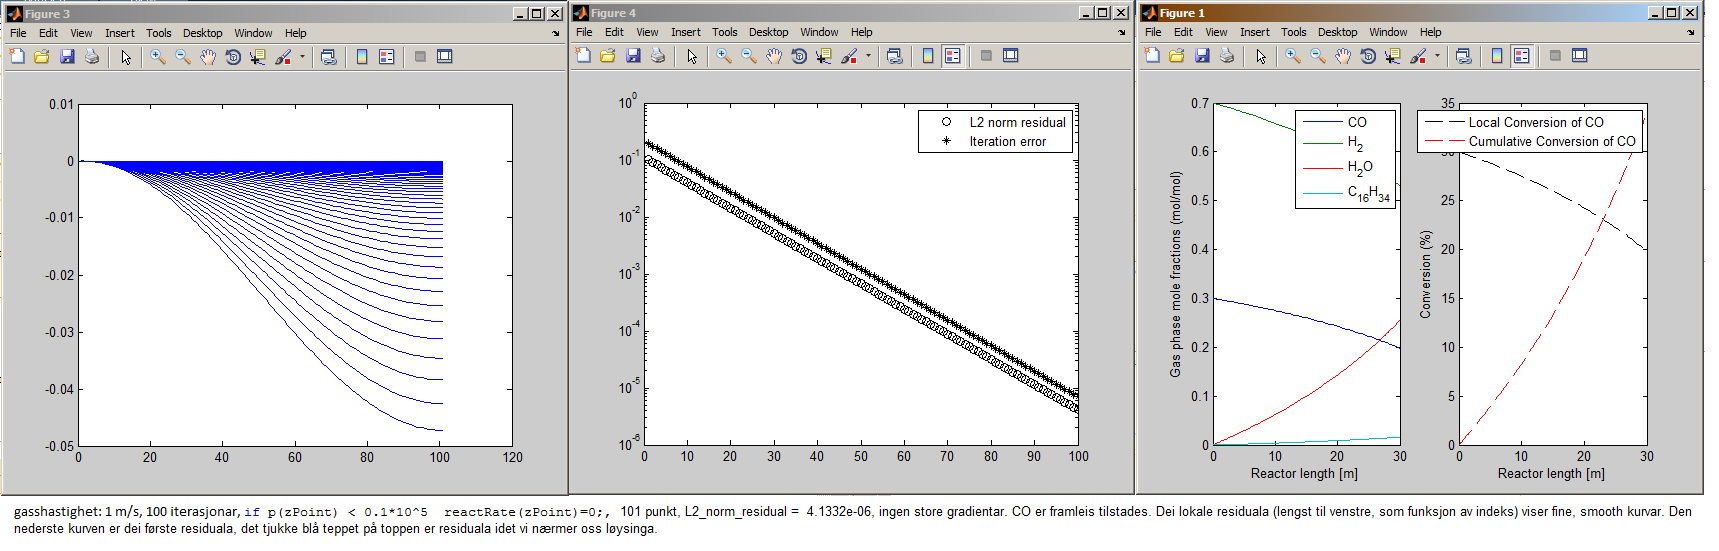 Figure 3
File Edit View Insert Tools Desktop Window Help
0.01
0
-0.01
-0.02
-0.03
-0.04
-0.05
0 20 40 60 80 100 120
Figure 4
File Edit View Insert Tools Desktop Window Help
10^0
10^-1
10^-2
10^-3
10^-4
10^-5
10^-6
0 10 20 30 40 50 60 70 80 90 100
L2 norm residual
Iteration error
Figure 1
File Edit View Insert Tools Desktop Window Help
Gas phase mole fractions (mol/mol)
0.7
0.6
0.5
0.4
0.3
0.2
0.1
0
0 10 20 30
Reactor length [m]
CO
H2
H2O
C16H34
Conversion (%)
35
30
25
20
15
10
5
0
0 10 20 30
Reactor length [m]
Local Conversion of CO
Cumulative Conversion of CO
gasshastighet: 1 m/s, 100 iterasjonar, if p(zPoint) < 0.1*10^5 reactRate(zPoint)=0;, 101 punkt, L2_norm_residual = 4.1332e-06, ingen store gradientar. CO er framleis tilstades. Dei lokale residuala (lengst til venstre, som funksjon av indeks) viser fine, smooth kurvar. Den
nederste kurven er dei første residuala, det tjukke blå teppet på toppen er residuala idet vi nærmer oss løysinga.